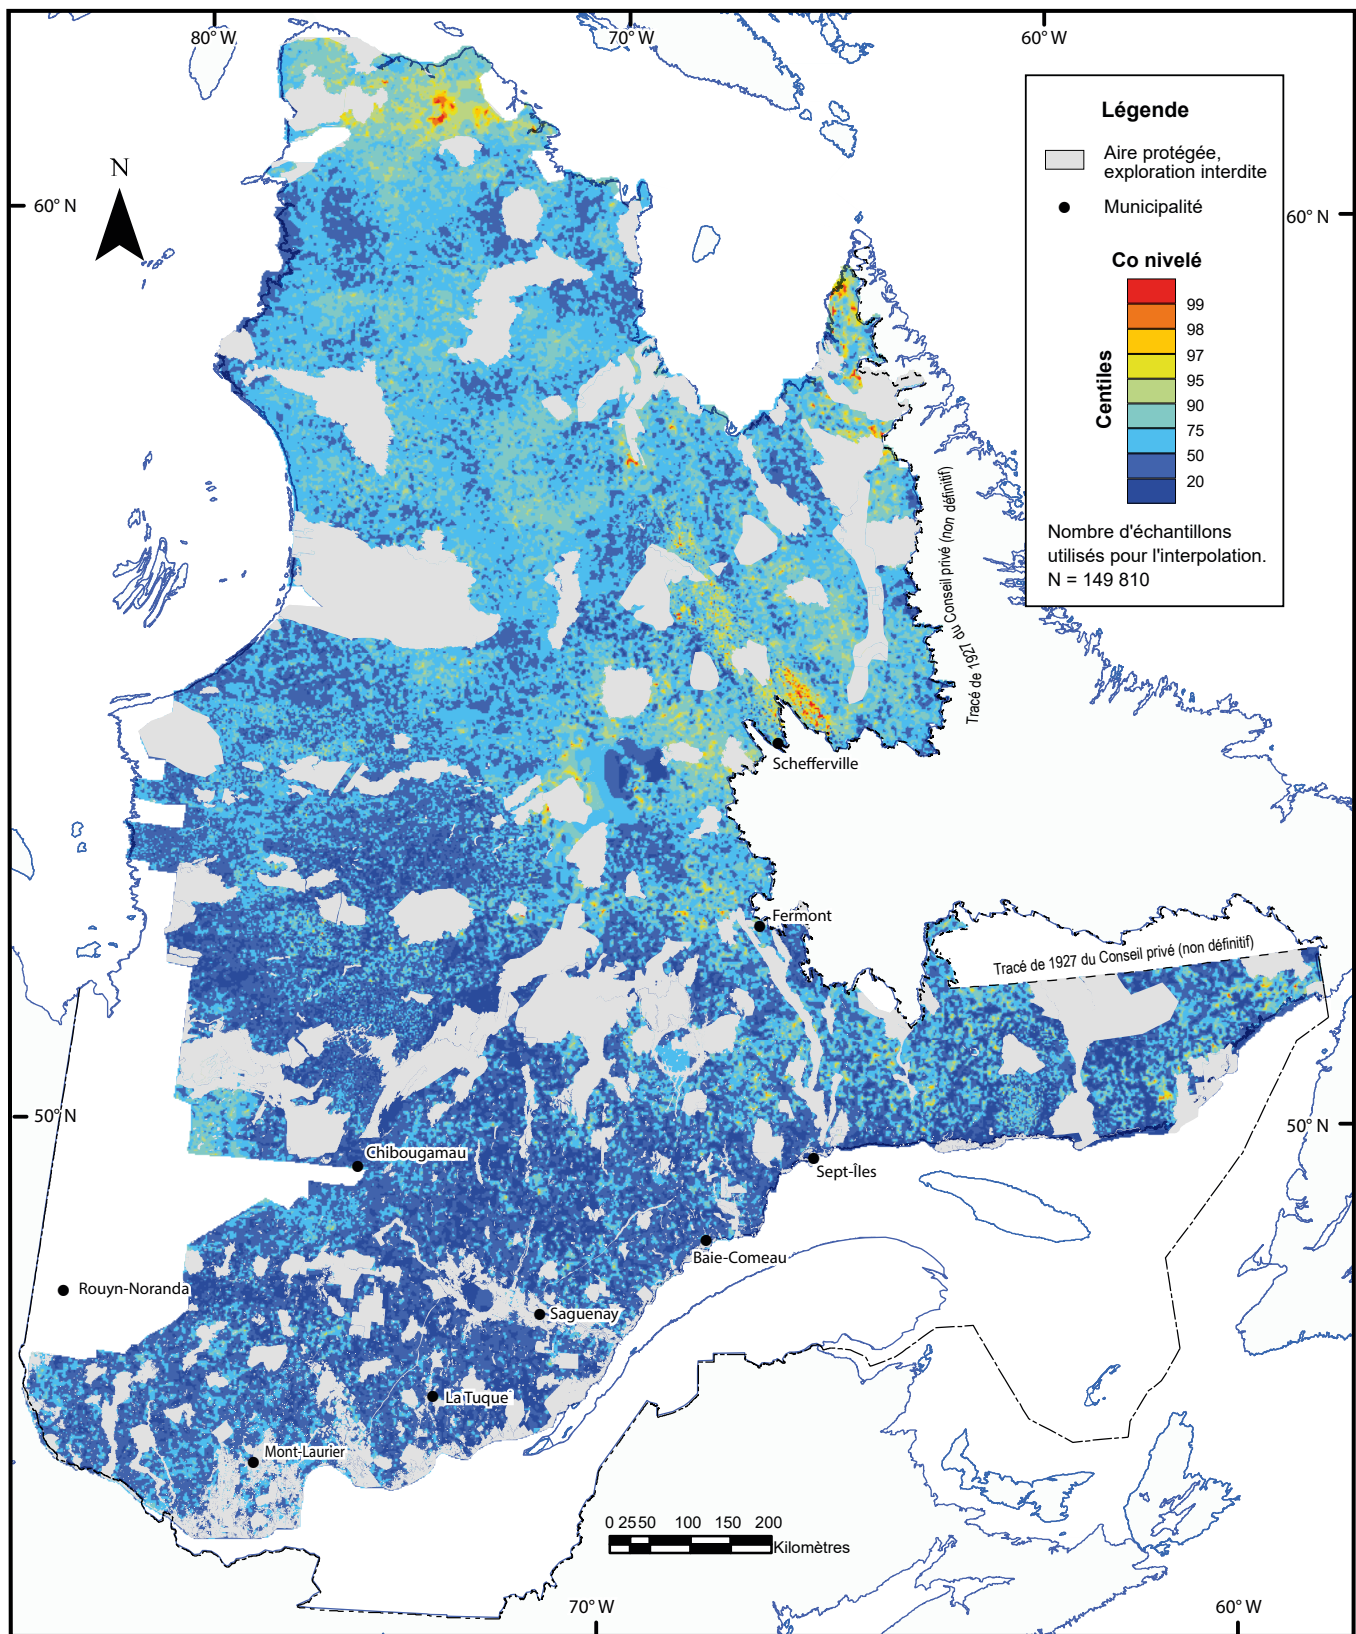 80° W
70° W
60° W
N
60° N
60° N
Légende
Aire protégée,
exploration interdite
Municipalité
Co nivelé
Centiles
99
98
97
95
90
75
50
20
Nombre d'échantillons
utilisés pour l'interpolation.
N = 149 810
Tracé de 1927 du Conseil privé (non définitif)
Schefferville
Fermont
Tracé de 1927 du Conseil privé (non définitif)
50° N
50° N
Chibougamau
Sept-Îles
Baie-Comeau
Rouyn-Noranda
Saguenay
La Tuque
Mont-Laurier
0 25 50 100 150 200
Kilomètres
70° W
60° W